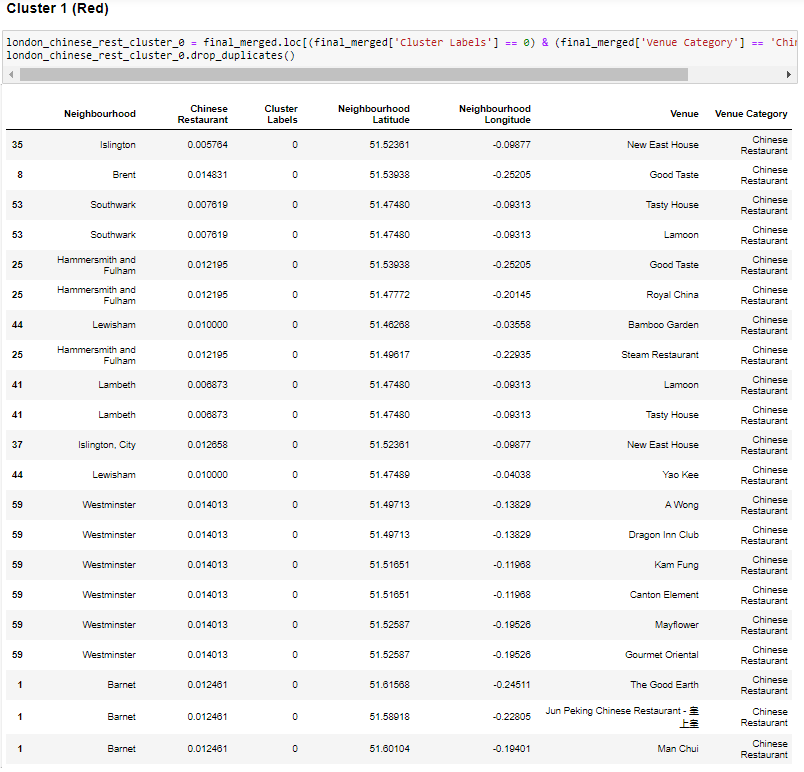 Cluster 1 (Red)
london_chinese_rest_cluster_0 = final_merged.loc[(final_merged['Cluster Labels'] == 0) & (final_merged['Venue Category'] == 'Chin
london_chinese_rest_cluster_0.drop_duplicates()
Neighbourhood Chinese Restaurant Cluster Labels Neighbourhood Latitude Neighbourhood Longitude Venue Venue Category
35 Islington 0.005764 0 51.52361 -0.09877 New East House Chinese Restaurant
8 Brent 0.014831 0 51.53938 -0.25205 Good Taste Chinese Restaurant
53 Southwark 0.007619 0 51.47480 -0.09313 Tasty House Chinese Restaurant
53 Southwark 0.007619 0 51.47480 -0.09313 Lamoon Chinese Restaurant
25 Hammersmith and Fulham 0.012195 0 51.53938 -0.25205 Good Taste Chinese Restaurant
25 Hammersmith and Fulham 0.012195 0 51.47772 -0.20145 Royal China Chinese Restaurant
44 Lewisham 0.010000 0 51.46268 -0.03558 Bamboo Garden Chinese Restaurant
25 Hammersmith and Fulham 0.012195 0 51.49617 -0.22935 Steam Restaurant Chinese Restaurant
41 Lambeth 0.006873 0 51.47480 -0.09313 Lamoon Chinese Restaurant
41 Lambeth 0.006873 0 51.47480 -0.09313 Tasty House Chinese Restaurant
37 Islington, City 0.012658 0 51.52361 -0.09877 New East House Chinese Restaurant
44 Lewisham 0.010000 0 51.47489 -0.04038 Yao Kee Chinese Restaurant
59 Westminster 0.014013 0 51.49713 -0.13829 A Wong Chinese Restaurant
59 Westminster 0.014013 0 51.49713 -0.13829 Dragon Inn Club Chinese Restaurant
59 Westminster 0.014013 0 51.51651 -0.11968 Kam Fung Chinese Restaurant
59 Westminster 0.014013 0 51.51651 -0.11968 Canton Element Chinese Restaurant
59 Westminster 0.014013 0 51.52587 -0.19526 Mayflower Chinese Restaurant
59 Westminster 0.014013 0 51.52587 -0.19526 Gourmet Oriental Chinese Restaurant
1 Barnet 0.012461 0 51.61568 -0.24511 The Good Earth Chinese Restaurant
1 Barnet 0.012461 0 51.58918 -0.22805 Jun Peking Chinese Restaurant - 上 Chinese Restaurant
1 Barnet 0.012461 0 51.60104 -0.19401 Man Chui Chinese Restaurant